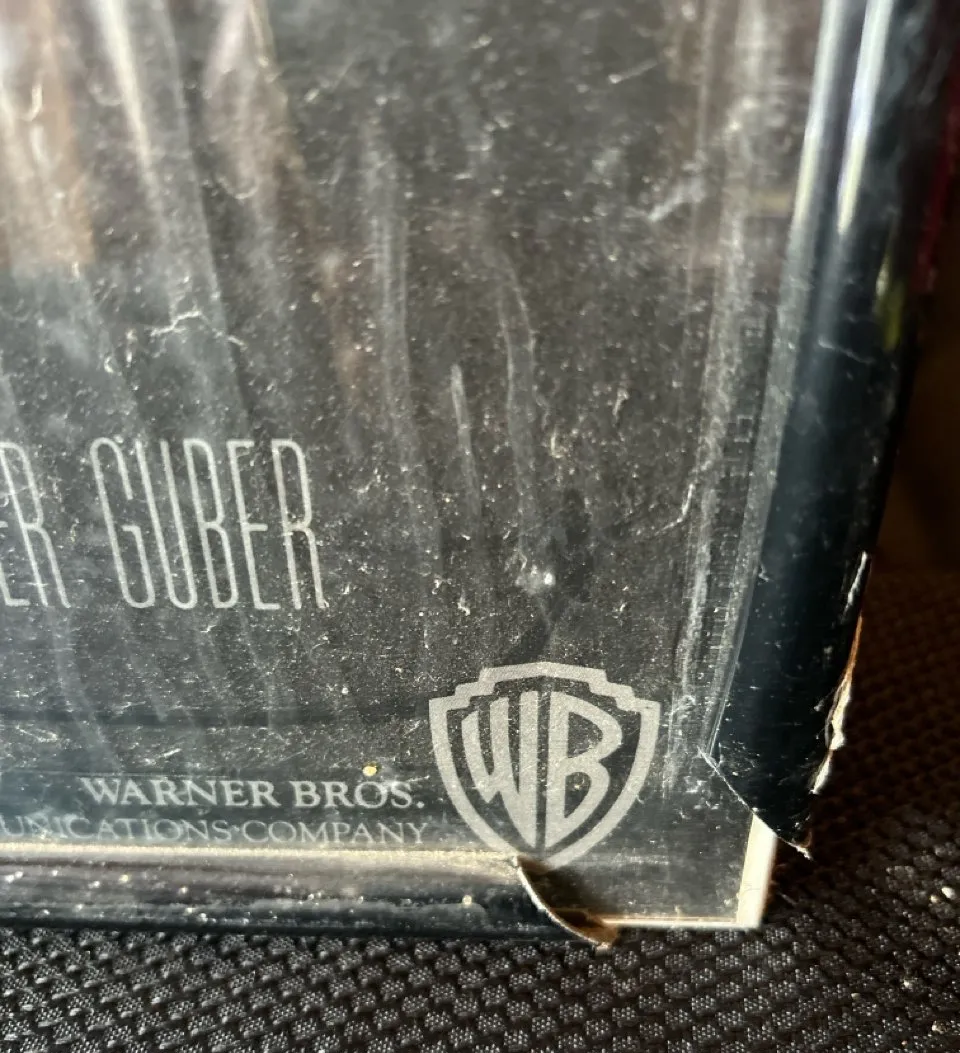 ER GUBER
WB
WARNER BROS.
UNICATIONS COMPANY